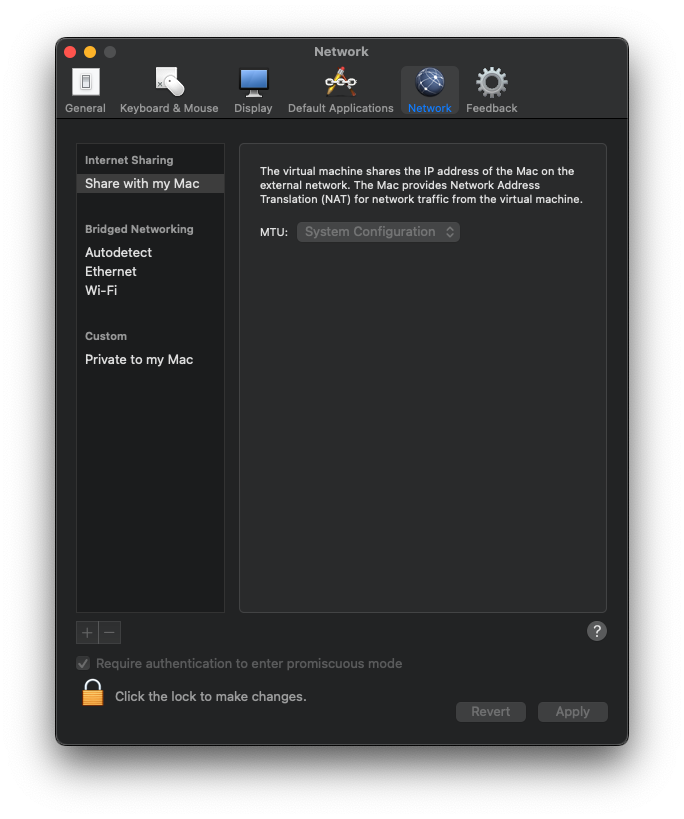 Network
General
Keyboard & Mouse
Display
Default Applications
Network
Feedback
Internet Sharing
Share with my Mac
Bridged Networking
Autodetect
Ethernet
Wi-Fi
Custom
Private to my Mac
The virtual machine shares the IP address of the Mac on the
external network. The Mac provides Network Address
Translation (NAT) for network traffic from the virtual machine.
MTU: System Configuration
+ −
?
Require authentication to enter promiscuous mode
Click the lock to make changes.
Revert
Apply